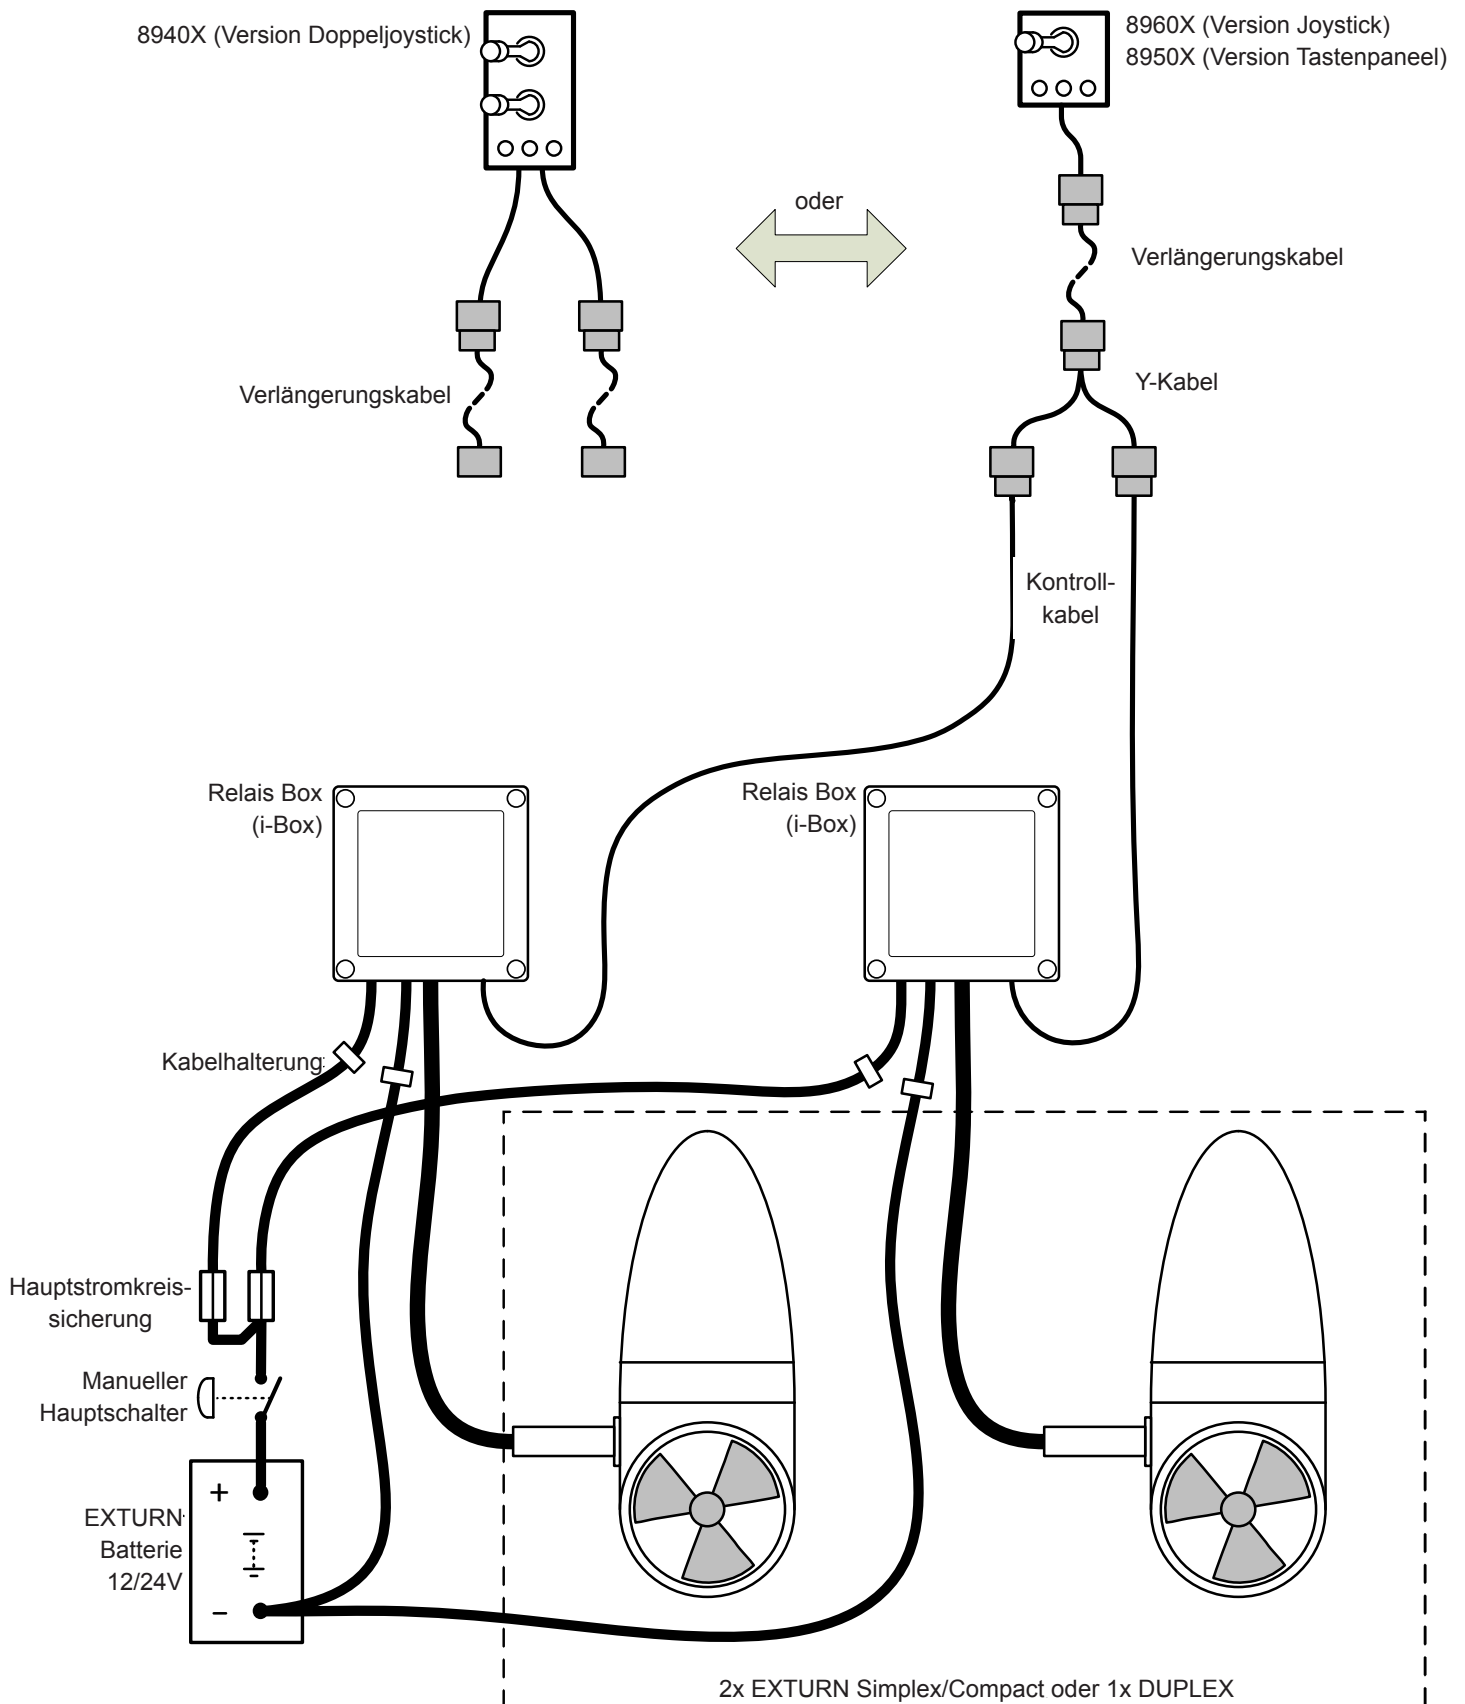 8940X (Version Doppeljoystick)
8960X (Version Joystick)
8950X (Version Tastenpaneel)
oder
Verlängerungskabel
Verlängerungskabel
Y-Kabel
Kontroll-
kabel
Relais Box
(i-Box)
Relais Box
(i-Box)
Kabelhalterung
Hauptstromkreis-
sicherung
Manueller
Hauptschalter
+
EXTURN
Batterie
12/24V
–
2x EXTURN Simplex/Compact oder 1x DUPLEX